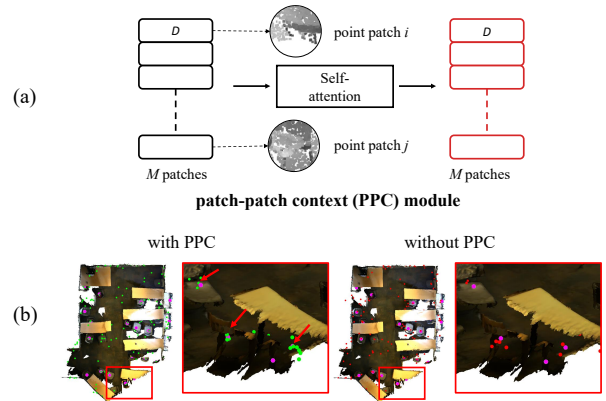 (a)
D
point patch i
D
Self-
attention
point patch j
M patches
M patches
patch-patch context (PPC) module
with PPC
without PPC
(b)